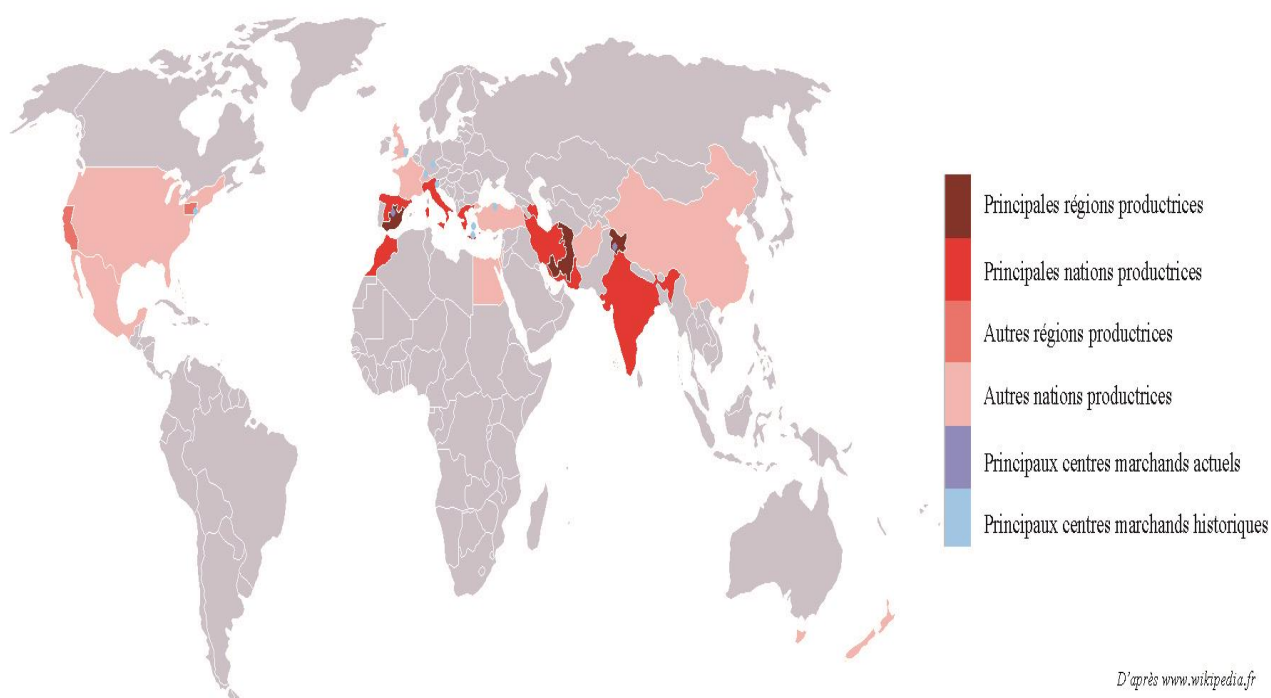 Principales régions productrices
Principales nations productrices
Autres régions productrices
Autres nations productrices
Principaux centres marchands actuels
Principaux centres marchands historiques
D'après www.wikipedia.fr